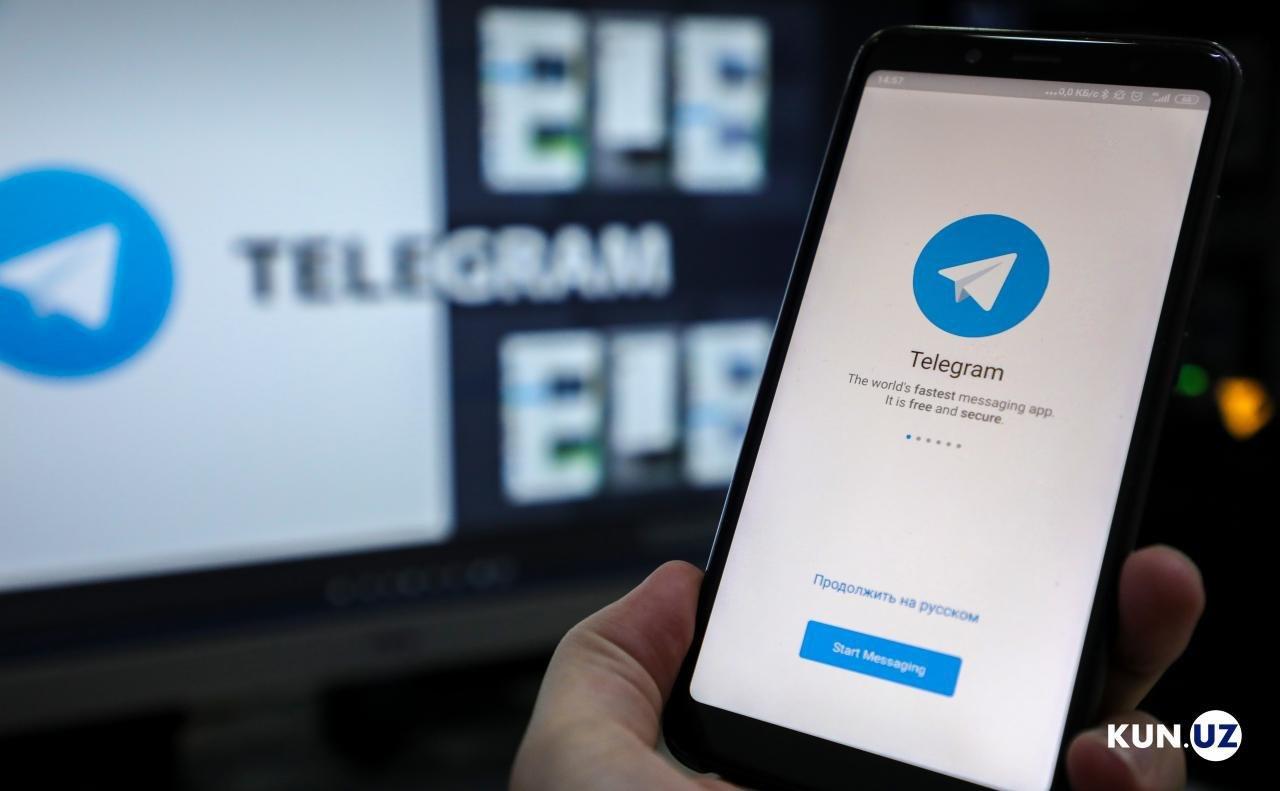 TELEGRAM
14:57
...0,0 КБ/с
Telegram
The world's fastest messaging app.
It is free and secure.
Продолжить на русском
Start Messaging
KUN.UZ